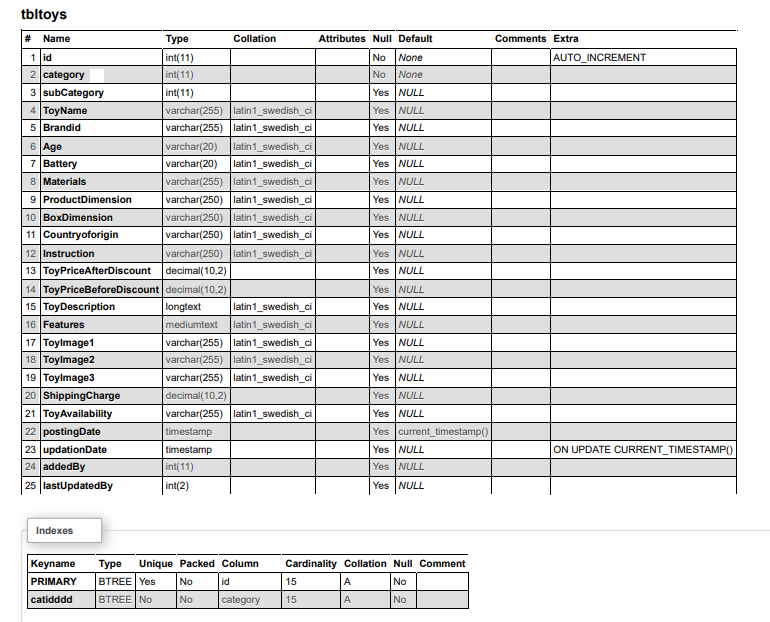 tbltoys
# Name Type Collation Attributes Null Default Comments Extra
1 id int(11) No None AUTO_INCREMENT
2 category int(11) No None
3 subCategory int(11) Yes NULL
4 ToyName varchar(255) latin1_swedish_ci Yes NULL
5 Brandid varchar(255) latin1_swedish_ci Yes NULL
6 Age varchar(20) latin1_swedish_ci Yes NULL
7 Battery varchar(20) latin1_swedish_ci Yes NULL
8 Materials varchar(255) latin1_swedish_ci Yes NULL
9 ProductDimension varchar(250) latin1_swedish_ci Yes NULL
10 BoxDimension varchar(250) latin1_swedish_ci Yes NULL
11 Countryoforigin varchar(250) latin1_swedish_ci Yes NULL
12 Instruction varchar(250) latin1_swedish_ci Yes NULL
13 ToyPriceAfterDiscount decimal(10,2) Yes NULL
14 ToyPriceBeforeDiscount decimal(10,2) Yes NULL
15 ToyDescription longtext latin1_swedish_ci Yes NULL
16 Features mediumtext latin1_swedish_ci Yes NULL
17 ToyImage1 varchar(255) latin1_swedish_ci Yes NULL
18 ToyImage2 varchar(255) latin1_swedish_ci Yes NULL
19 ToyImage3 varchar(255) latin1_swedish_ci Yes NULL
20 ShippingCharge decimal(10,2) Yes NULL
21 ToyAvailability varchar(255) latin1_swedish_ci Yes NULL
22 postingDate timestamp Yes current_timestamp()
23 updationDate timestamp Yes NULL ON UPDATE CURRENT_TIMESTAMP()
24 addedBy int(11) Yes NULL
25 lastUpdatedBy int(2) Yes NULL
Indexes
Keyname Type Unique Packed Column Cardinality Collation Null Comment
PRIMARY BTREE Yes No id 15 A No
catidddd BTREE No No category 15 A No